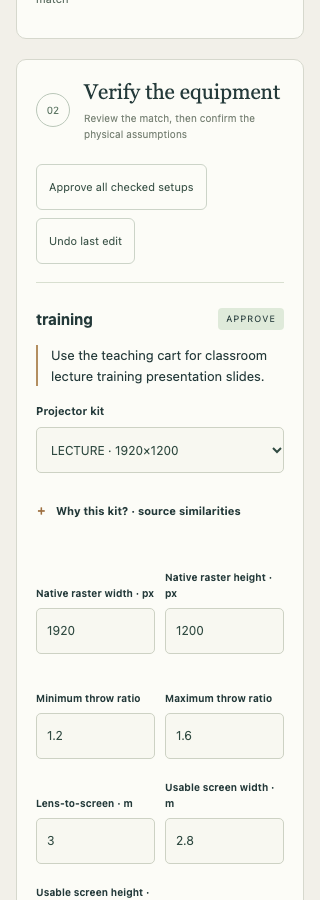 match
02
Verify the equipment
Review the match, then confirm the
physical assumptions
Approve all checked setups
Undo last edit
training
APPROVE
Use the teaching cart for classroom
lecture training presentation slides.
Projector kit
LECTURE · 1920×1200
+ Why this kit? · source similarities
Native raster width · px
Native raster height ·
px
1920
1200
Minimum throw ratio
Maximum throw ratio
1.2
1.6
Lens-to-screen · m
Usable screen width ·
m
3
2.8
Usable screen height ·